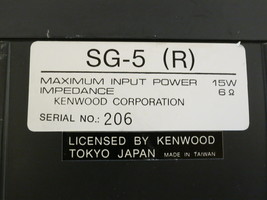 SG-5 (R)
MAXIMUM INPUT POWER 15W
IMPEDANCE 6Ω
KENWOOD CORPORATION
SERIAL NO.: 206
LICENSED BY KENWOOD
TOKYO JAPAN MADE IN TAIWAN